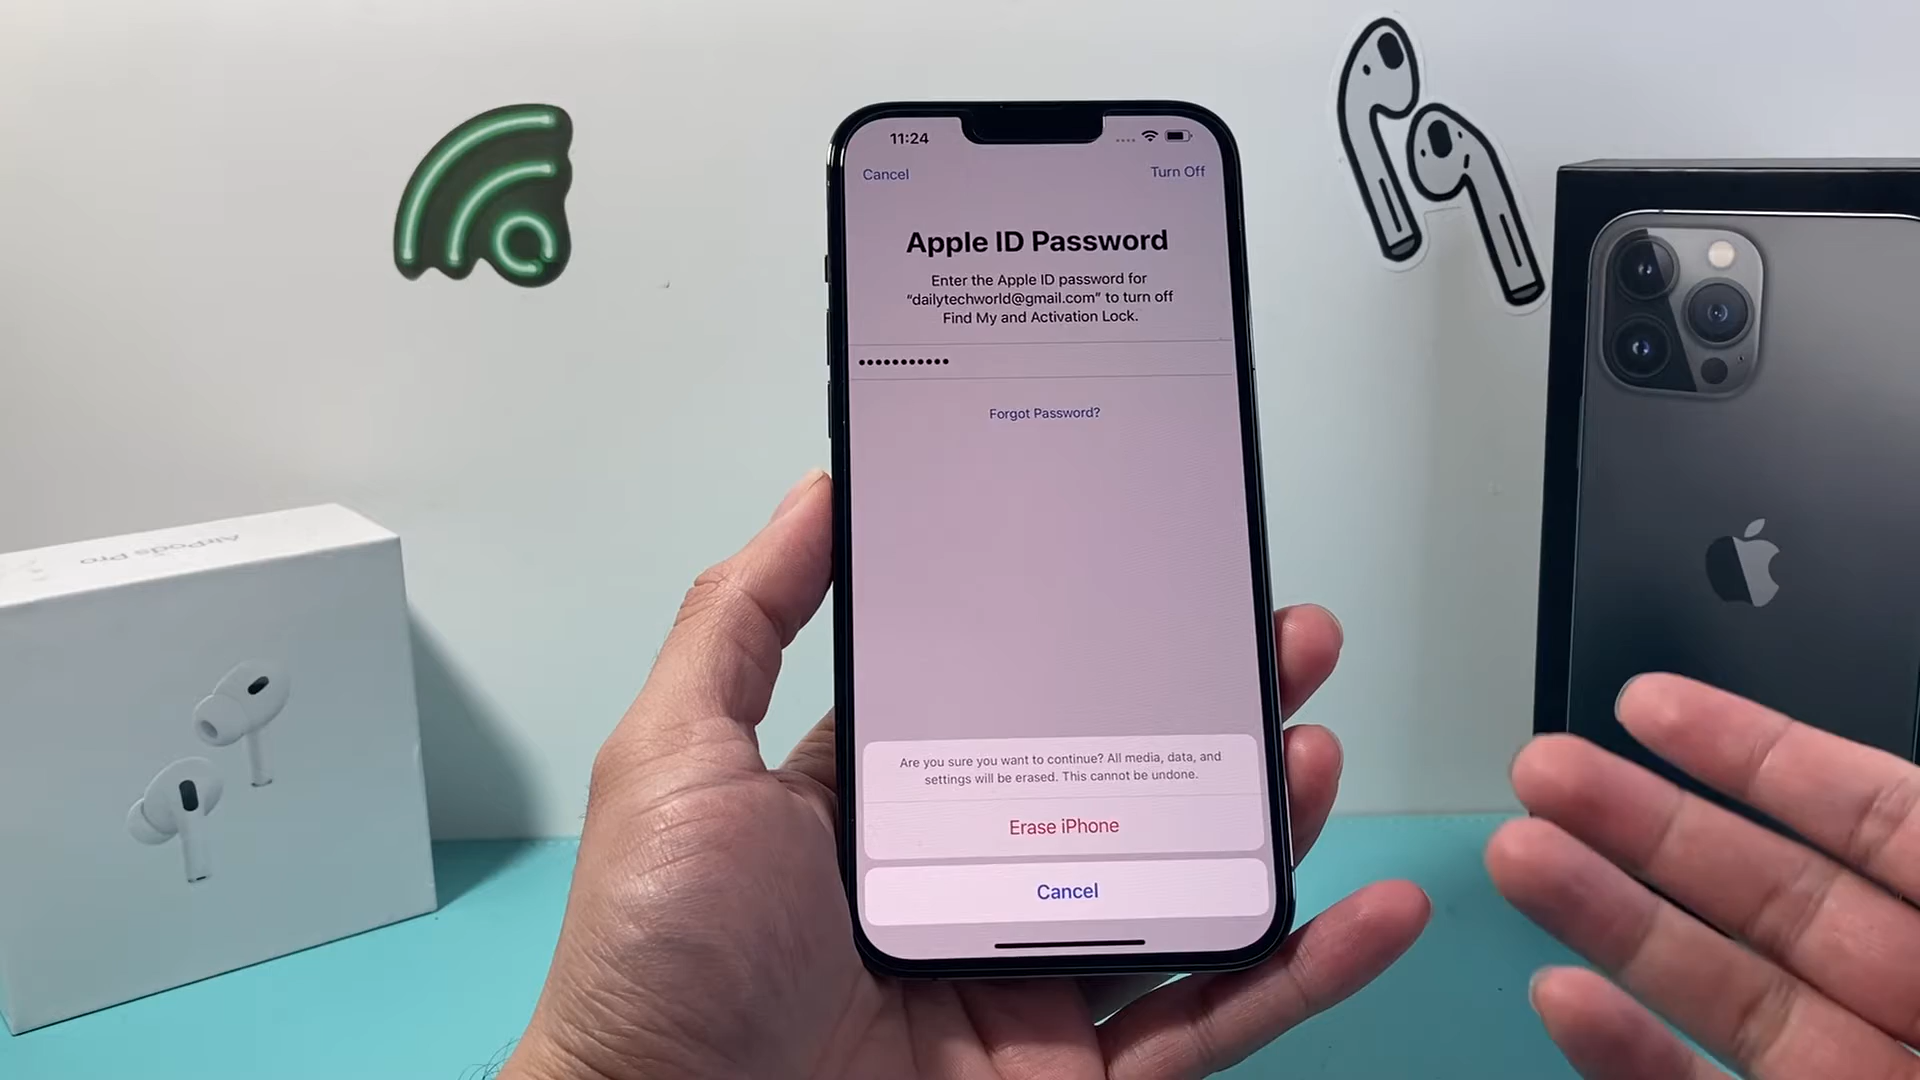 11:24
Cancel
Turn Off
Apple ID Password
Enter the Apple ID password for
“dailytechworld@gmail.com” to turn off
Find My and Activation Lock.
•••••••••••
Forgot Password?
Are you sure you want to continue? All media, data, and
settings will be erased. This cannot be undone.
Erase iPhone
Cancel
AirPods Pro